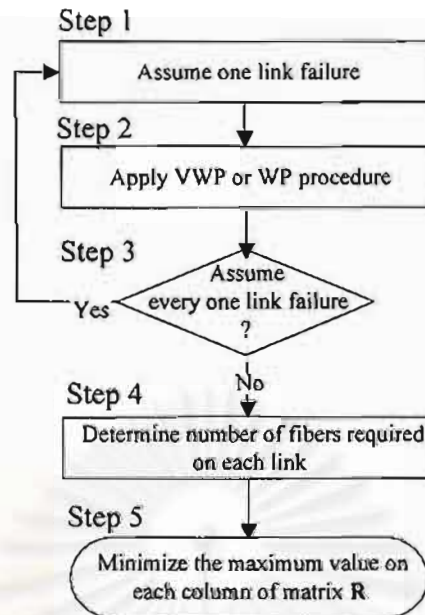 Step 1
Assume one link failure
Step 2
Apply VWP or WP procedure
Step 3
Assume
every one link failure
?
Yes
No
Step 4
Determine number of fibers required
on each link
Step 5
Minimize the maximum value on
each column of matrix R